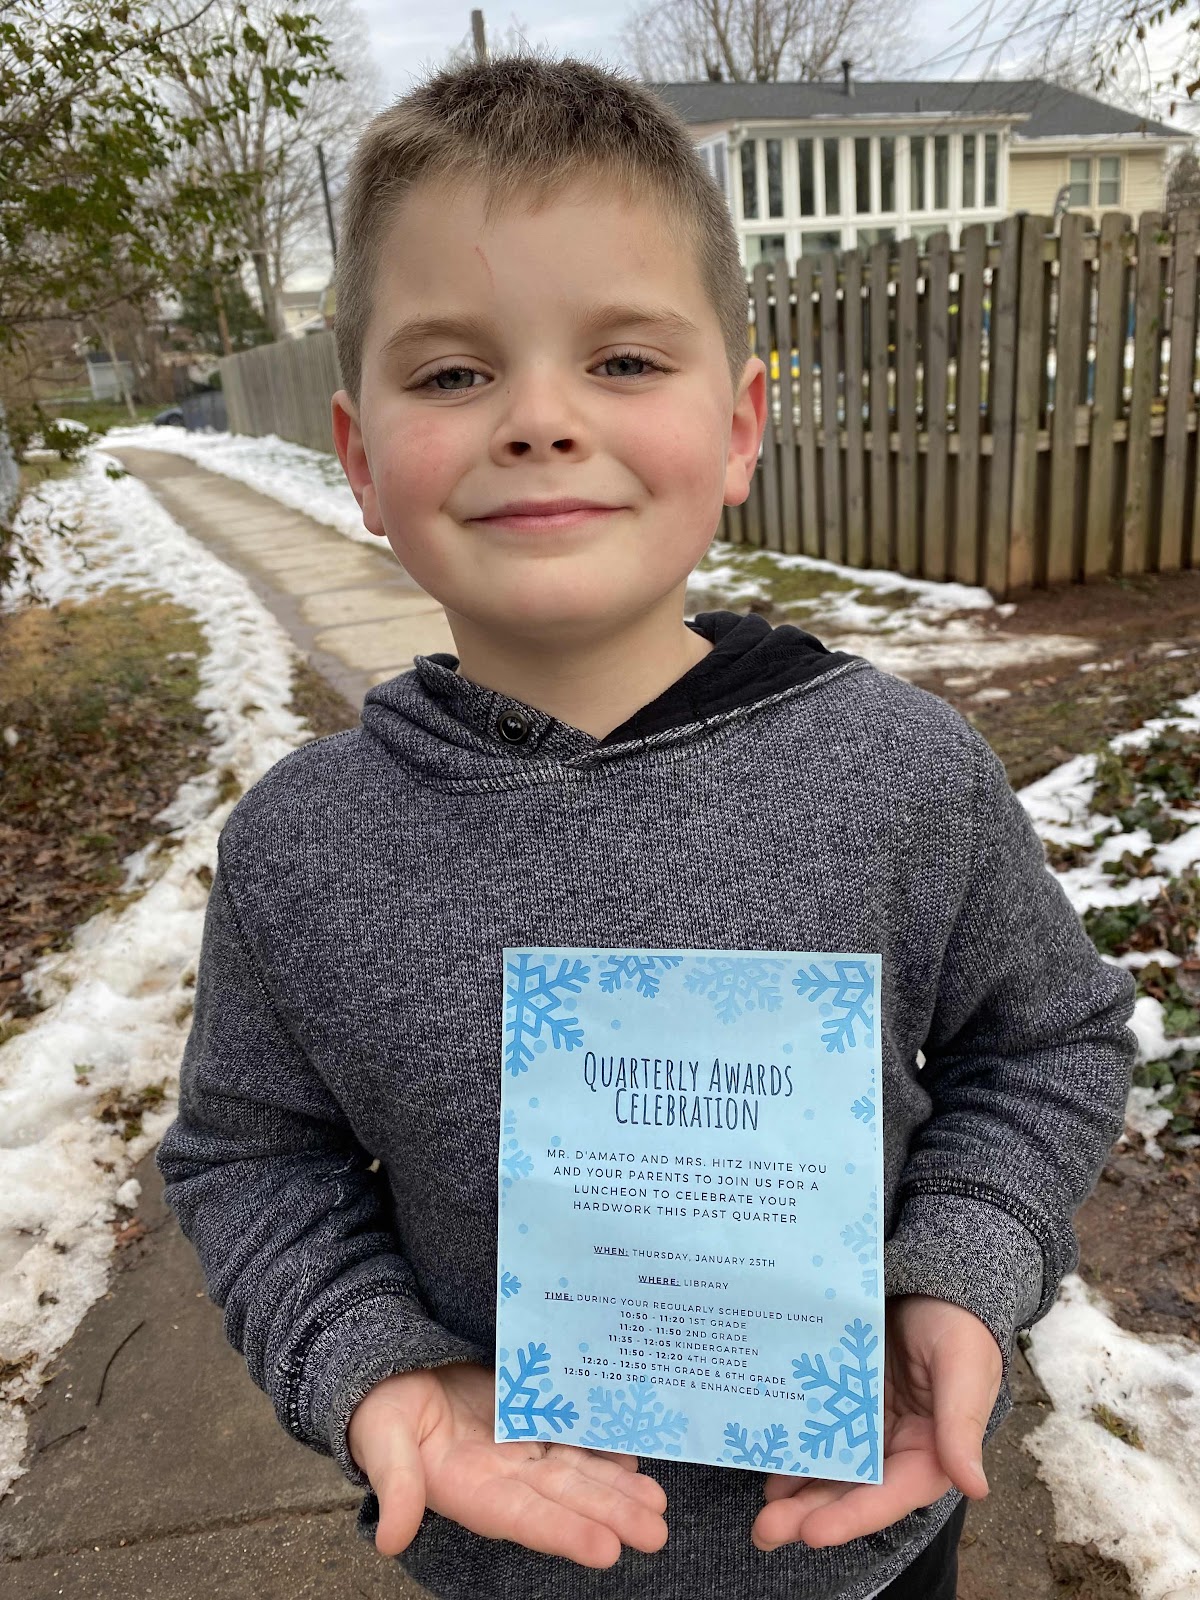 QUARTERLY AWARDS
CELEBRATION
MR. D'AMATO AND MRS. HITZ INVITE YOU
AND YOUR PARENTS TO JOIN US FOR A
LUNCHEON TO CELEBRATE YOUR
HARDWORK THIS PAST QUARTER
WHEN: THURSDAY, JANUARY 25TH
WHERE: LIBRARY
TIME: DURING YOUR REGULARLY SCHEDULED LUNCH
10:50 - 11:20 1ST GRADE
11:20 - 11:50 2ND GRADE
11:35 - 12:05 KINDERGARTEN
11:50 - 12:20 4TH GRADE
12:20 - 12:50 5TH GRADE & 6TH GRADE
12:50 - 1:20 3RD GRADE & ENHANCED AUTISM